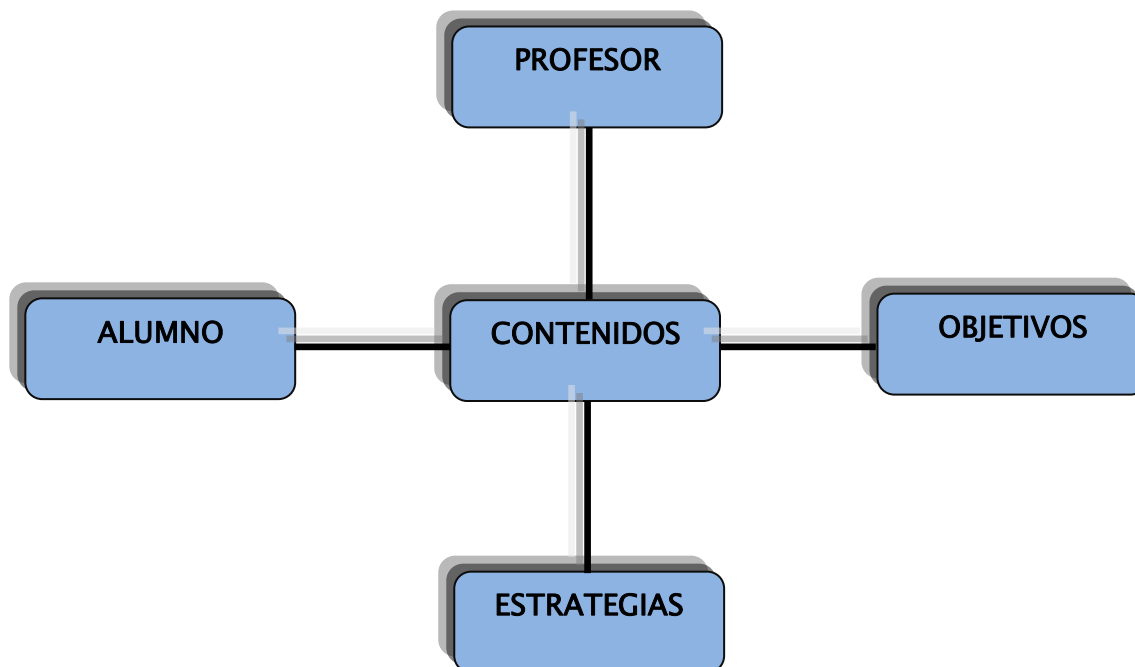 PROFESOR
ALUMNO
CONTENIDOS
OBJETIVOS
ESTRATEGIAS